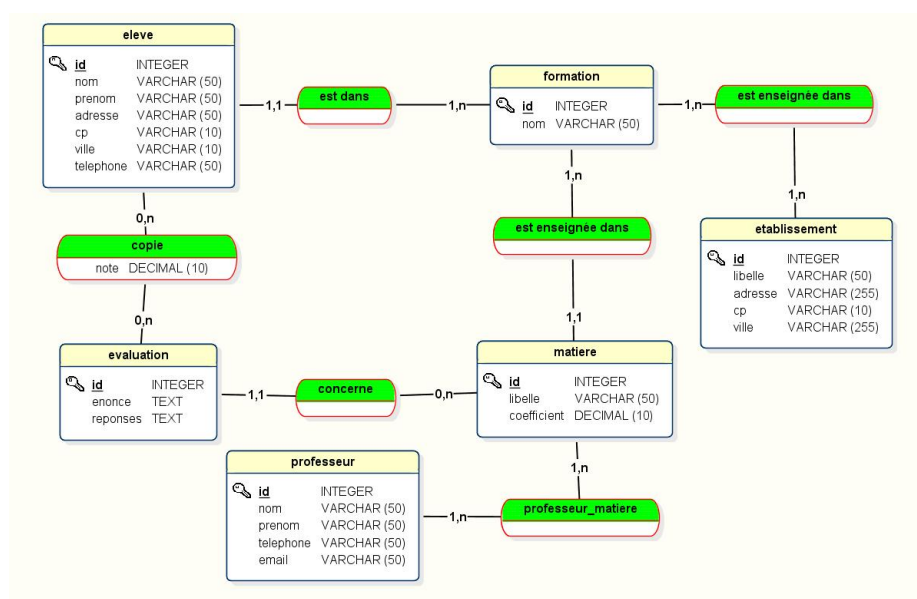 eleve
id INTEGER
nom VARCHAR (50)
prenom VARCHAR (50)
adresse VARCHAR (50)
cp VARCHAR (10)
ville VARCHAR (10)
telephone VARCHAR (50)
1,1
est dans
1,n
formation
id INTEGER
nom VARCHAR (50)
1,n
est enseignée dans
1,n
etablissement
id INTEGER
libelle VARCHAR (50)
adresse VARCHAR (255)
cp VARCHAR (10)
ville VARCHAR (255)
1,n
est enseignée dans
1,1
0,n
copie
note DECIMAL (10)
0,n
evaluation
id INTEGER
enonce TEXT
reponses TEXT
1,1
concerne
0,n
matiere
id INTEGER
libelle VARCHAR (50)
coefficient DECIMAL (10)
1,n
professeur_matiere
1,n
professeur
id INTEGER
nom VARCHAR (50)
prenom VARCHAR (50)
telephone VARCHAR (50)
email VARCHAR (50)